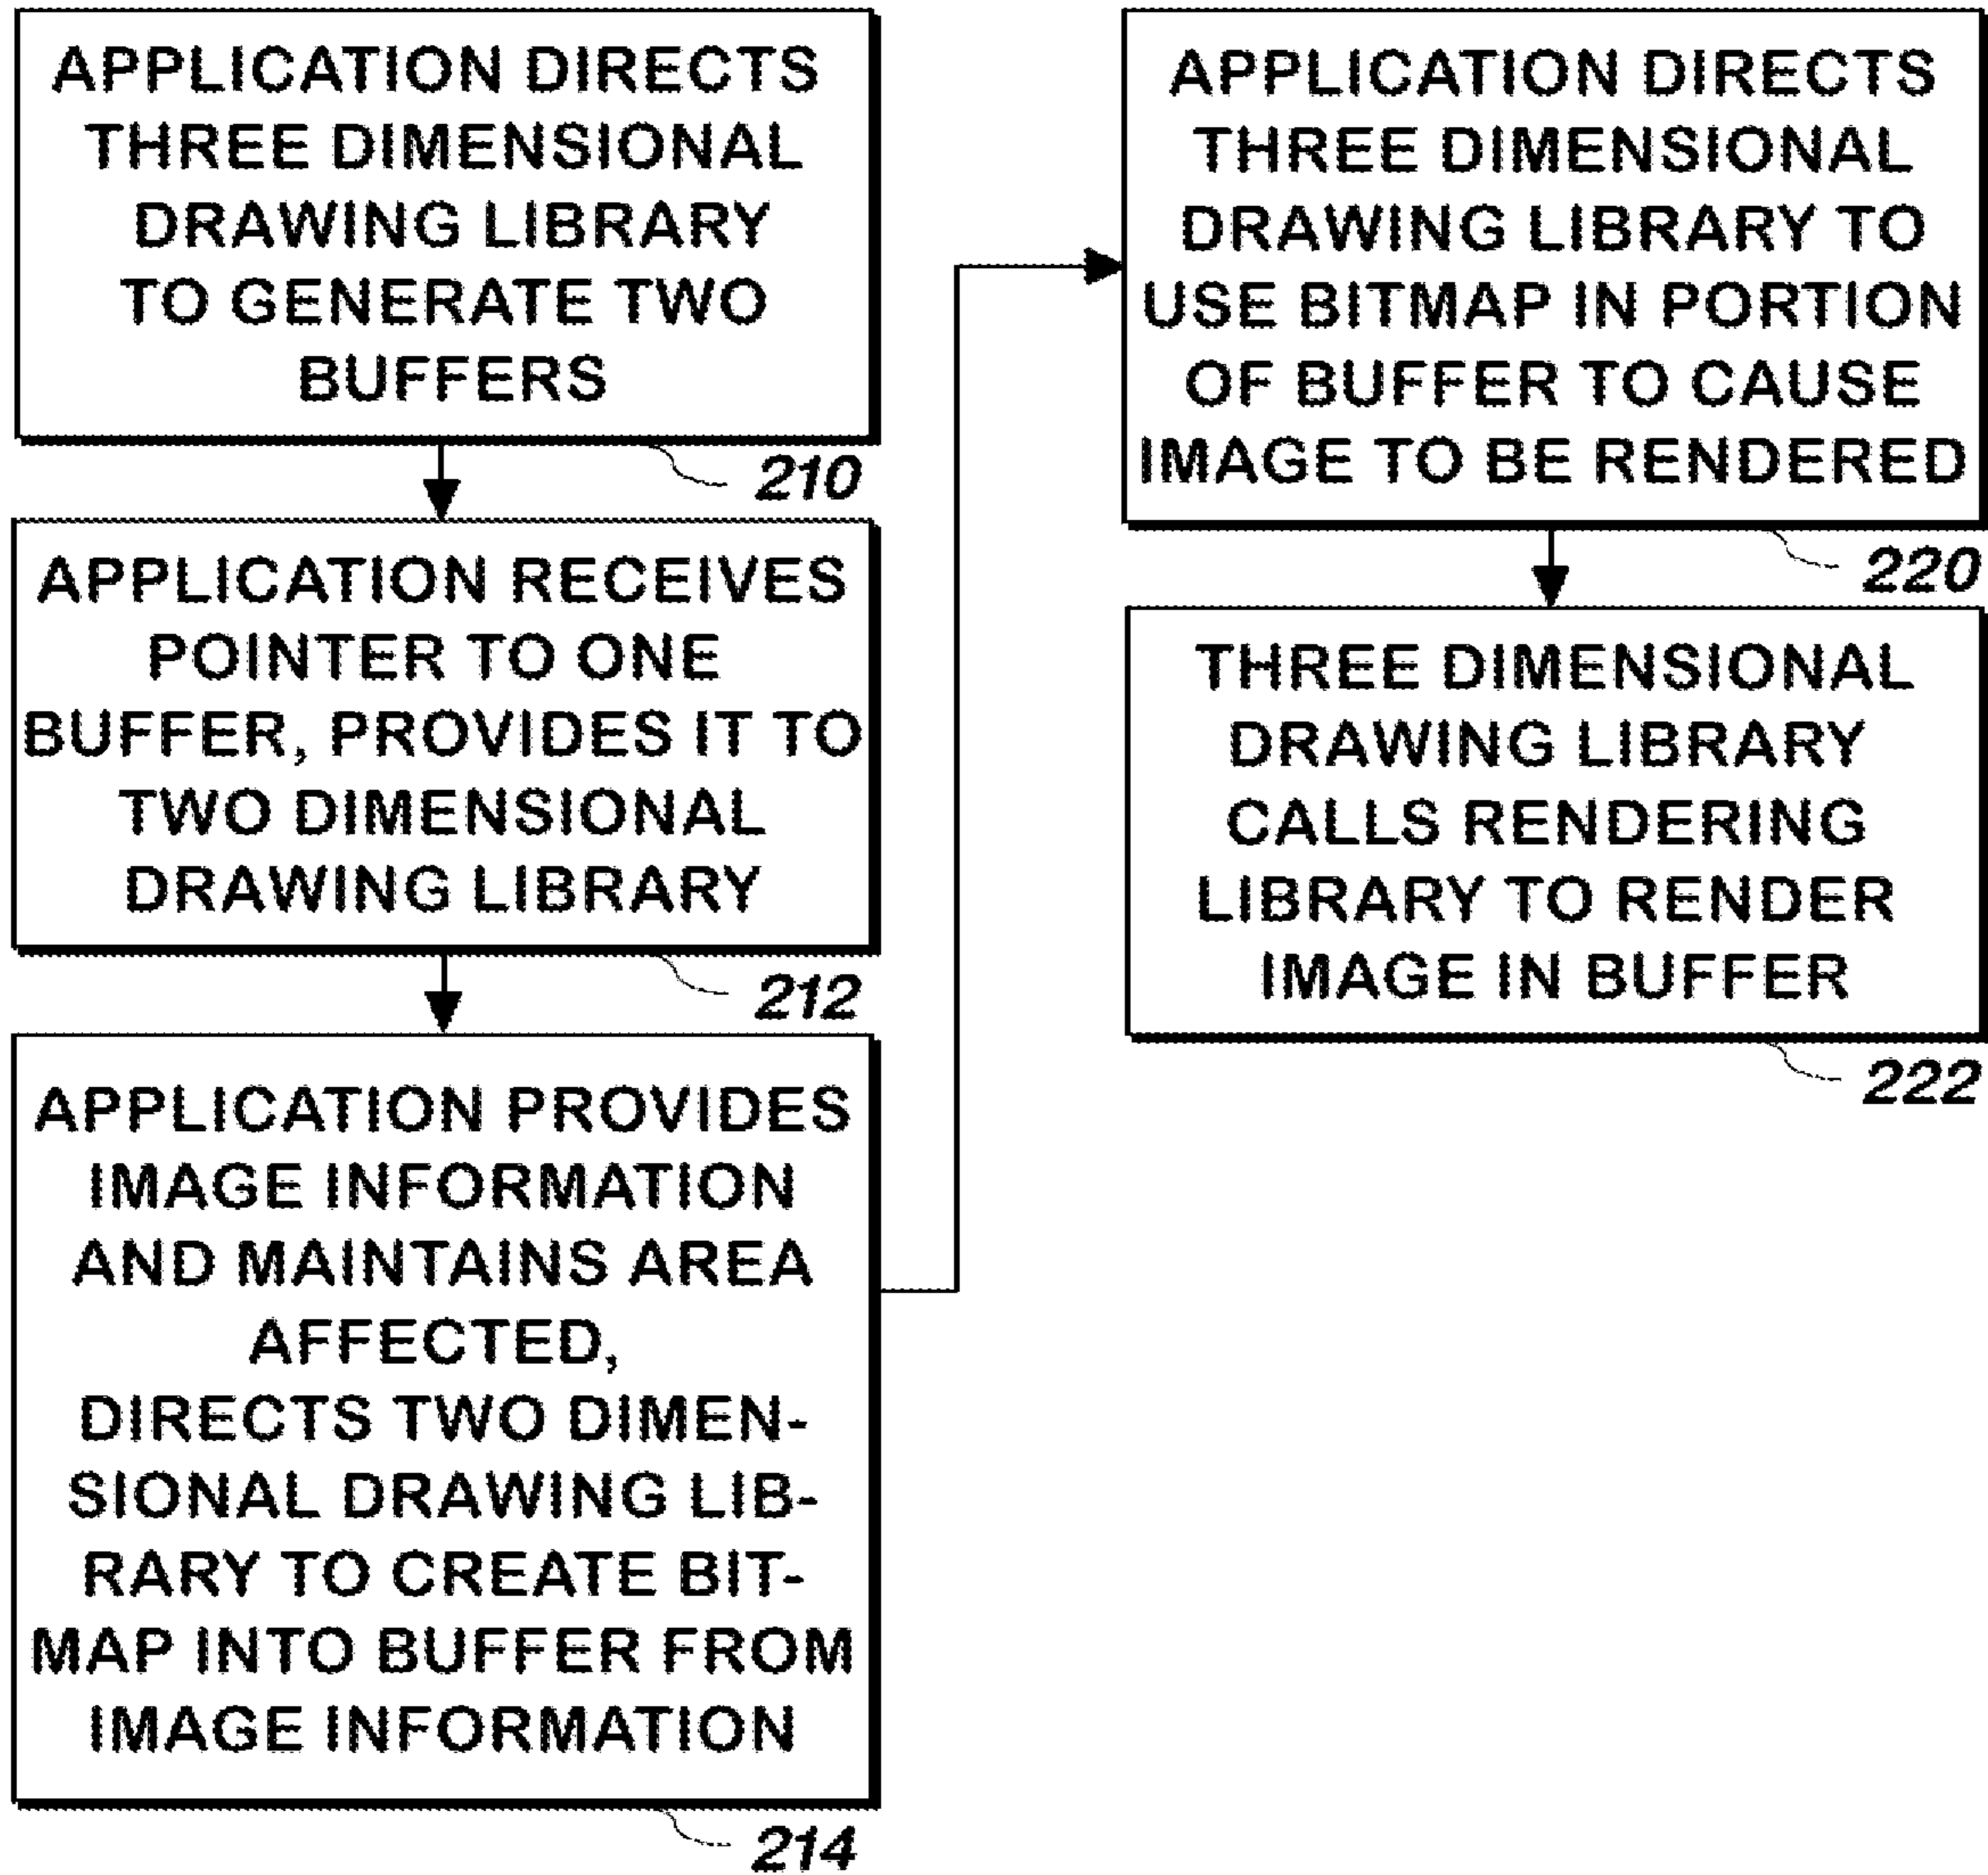 APPLICATION DIRECTS
THREE DIMENSIONAL
DRAWING LIBRARY
TO GENERATE TWO
BUFFERS
210
APPLICATION RECEIVES
POINTER TO ONE
BUFFER, PROVIDES IT TO
TWO DIMENSIONAL
DRAWING LIBRARY
212
APPLICATION PROVIDES
IMAGE INFORMATION
AND MAINTAINS AREA
AFFECTED,
DIRECTS TWO DIMEN-
SIONAL DRAWING LIB-
RARY TO CREATE BIT-
MAP INTO BUFFER FROM
IMAGE INFORMATION
214
APPLICATION DIRECTS
THREE DIMENSIONAL
DRAWING LIBRARY TO
USE BITMAP IN PORTION
OF BUFFER TO CAUSE
IMAGE TO BE RENDERED
220
THREE DIMENSIONAL
DRAWING LIBRARY
CALLS RENDERING
LIBRARY TO RENDER
IMAGE IN BUFFER
222